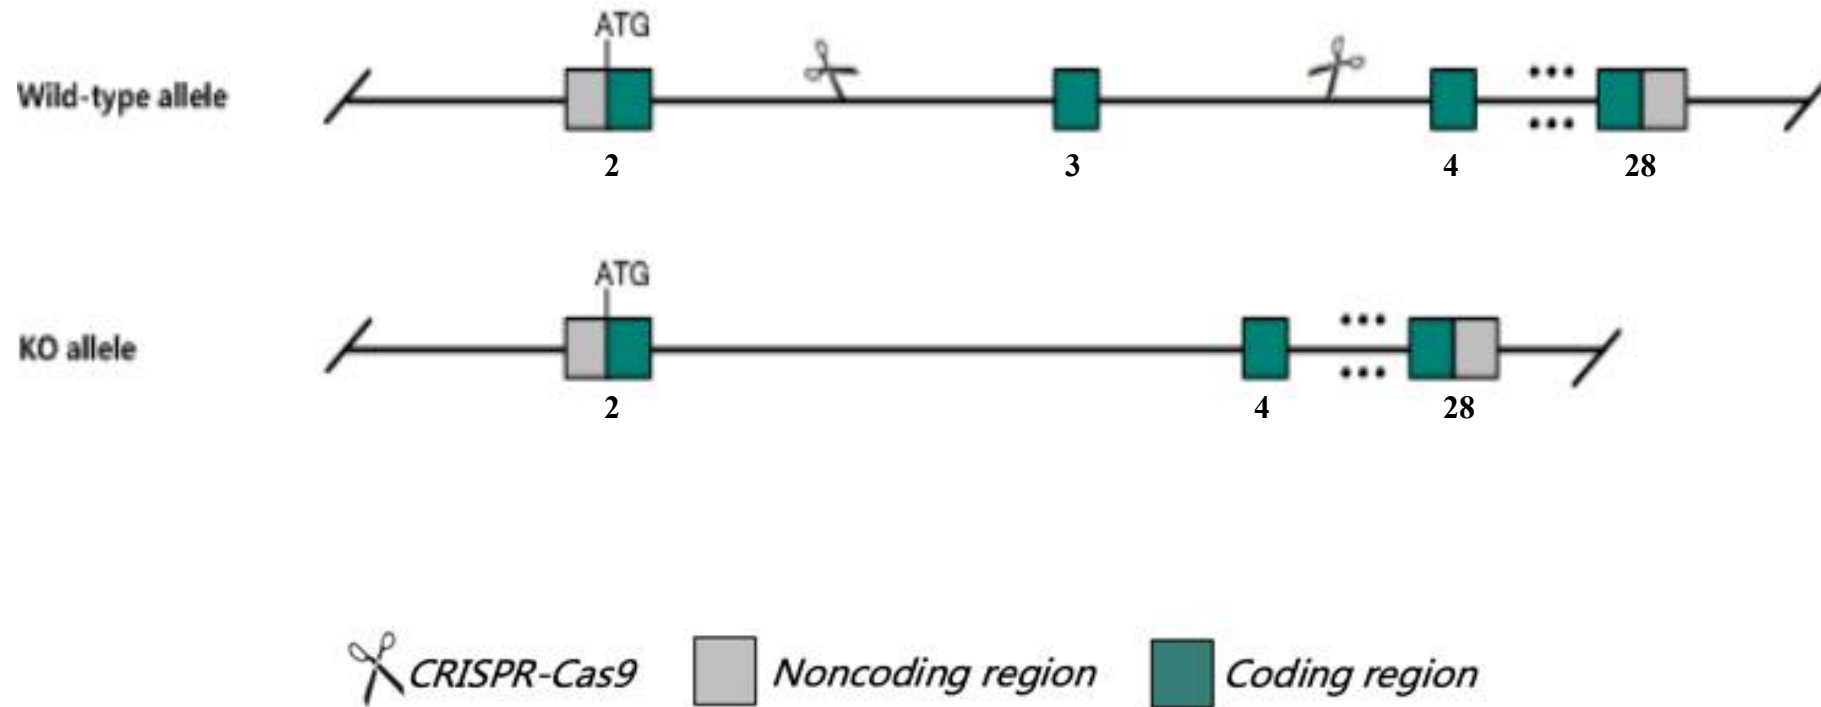 ATG
Wild-type allele
2 3 4 28
ATG
KO allele
2 4 28
CRISPR-Cas9 Noncoding region Coding region